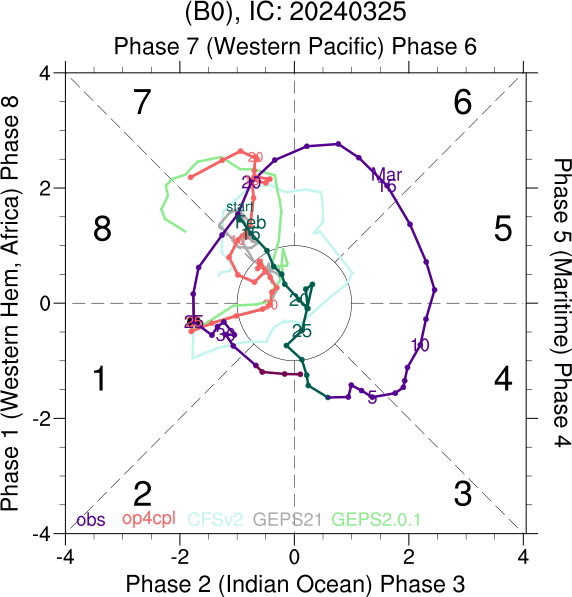 (B0), IC: 20240325
Phase 7 (Western Pacific) Phase 6
Phase 1 (Western Hem, Africa) Phase 8
Phase 5 (Maritime) Phase 4
4
2
0
-2
-4
7
6
8
5
1
4
2
3
20
20
Mar
15
start
Feb
15
20
25
25
30
10
5
obs op4cpl CFSv2 GEPS21 GEPS2.0.1
-4 -2 0 2 4
Phase 2 (Indian Ocean) Phase 3